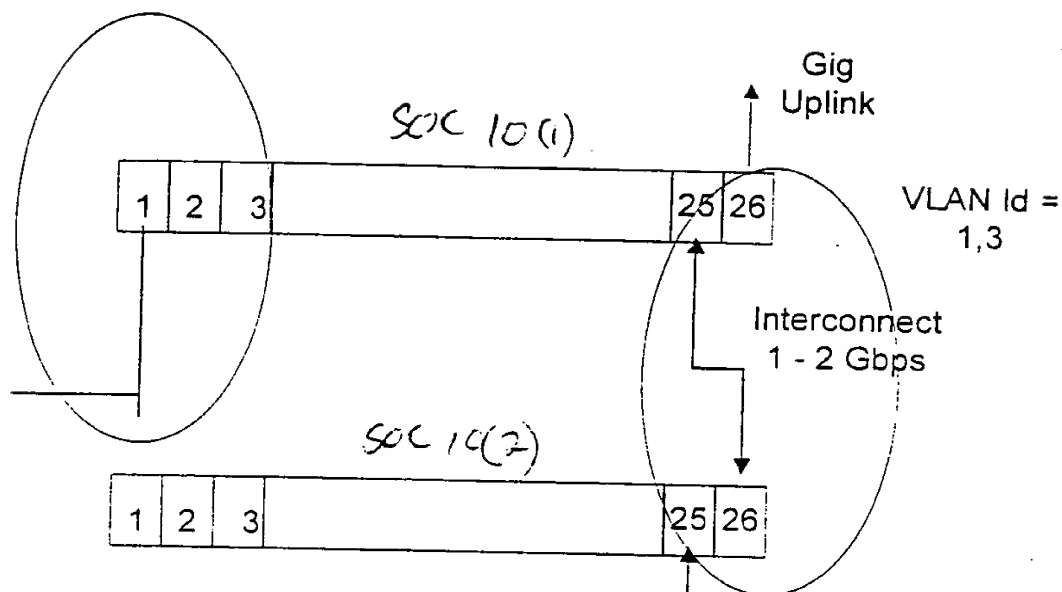 Gig
Uplink
SOC 10(1)
1 2 3 25 26
VLAN Id =
1,3
Interconnect
1 - 2 Gbps
SOC 10(2)
1 2 3 25 26